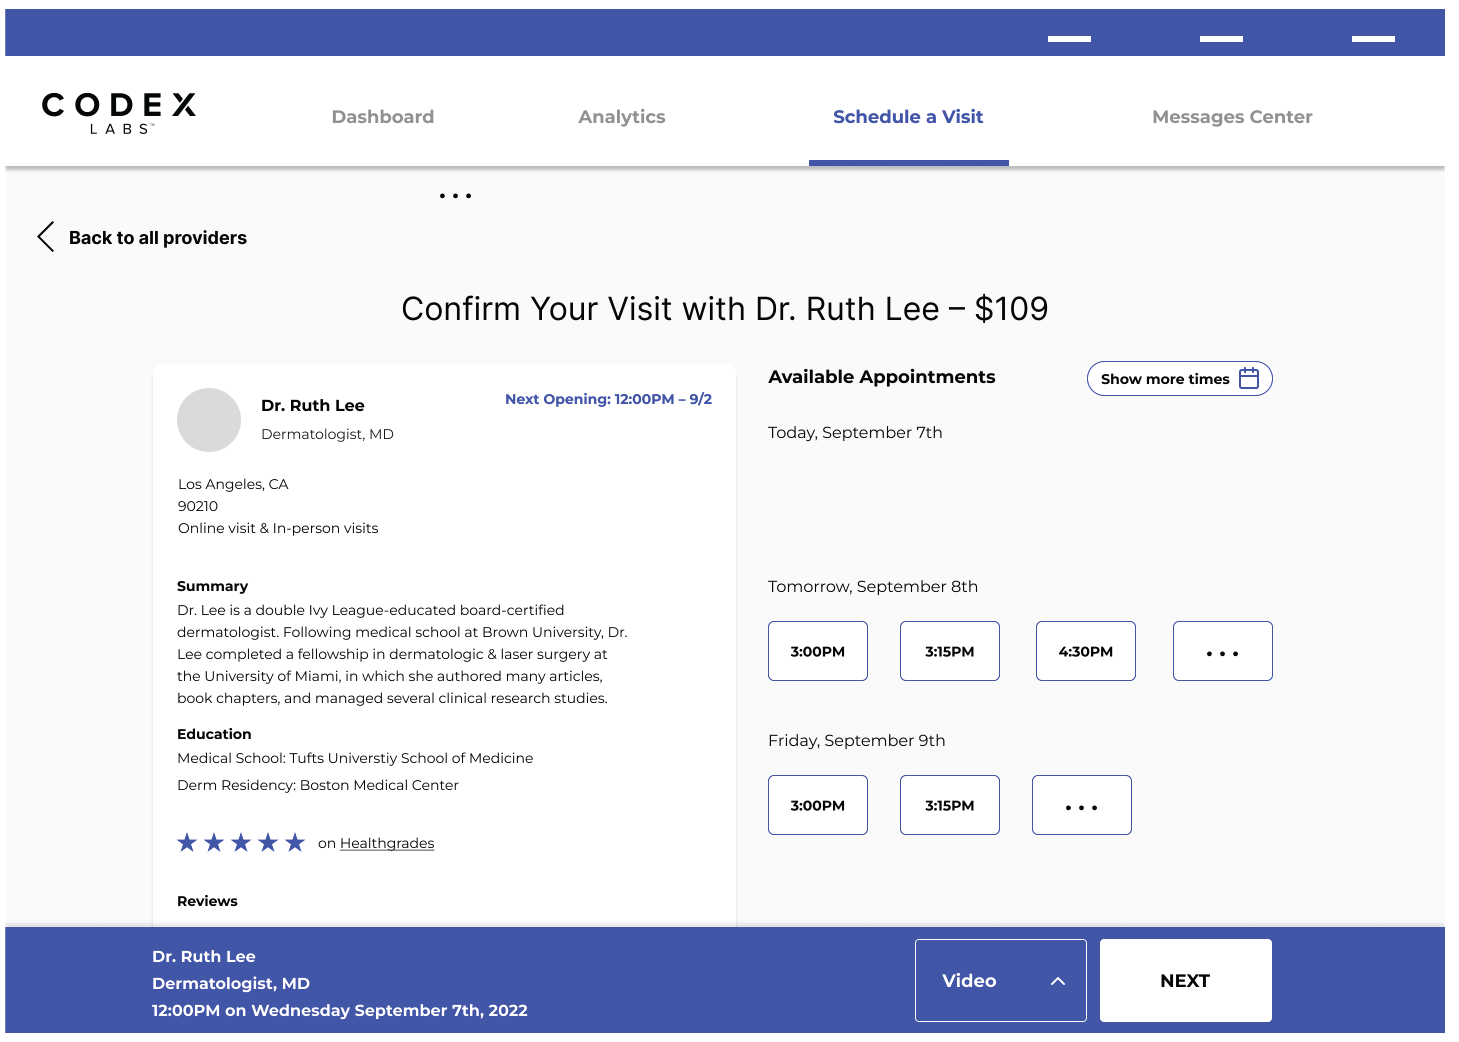 CODEX
LABS™
Dashboard
Analytics
Schedule a Visit
Messages Center
...
Back to all providers
Confirm Your Visit with Dr. Ruth Lee – $109
Dr. Ruth Lee
Dermatologist, MD
Next Opening: 12:00PM – 9/2
Los Angeles, CA
90210
Online visit & In-person visits
Summary
Dr. Lee is a double Ivy League-educated board-certified
dermatologist. Following medical school at Brown University, Dr.
Lee completed a fellowship in dermatologic & laser surgery at
the University of Miami, in which she authored many articles,
book chapters, and managed several clinical research studies.
Education
Medical School: Tufts Universtiy School of Medicine
Derm Residency: Boston Medical Center
on Healthgrades
Reviews
Available Appointments
Show more times
Today, September 7th
Tomorrow, September 8th
3:00PM
3:15PM
4:30PM
...
Friday, September 9th
3:00PM
3:15PM
...
Dr. Ruth Lee
Dermatologist, MD
12:00PM on Wednesday September 7th, 2022
Video
NEXT